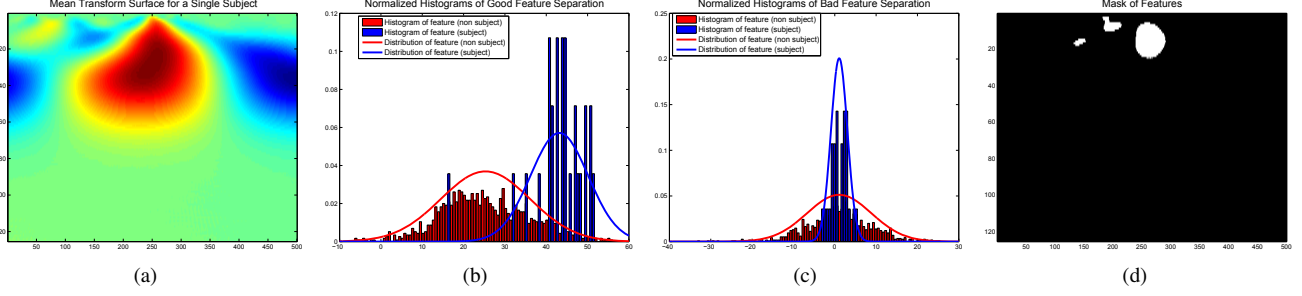 Mean Transform Surface for a Single Subject
20
40
60
80
50 100 150 200 250 300 350 400 450 500
(a)
Normalized Histograms of Good Feature Separation
Histogram of feature (non subject)
Histogram of feature (subject)
Distribution of feature (non subject)
Distribution of feature (subject)
0.12
0.1
0.08
0.06
0.04
0.02
0
−10 0 10 20 30 40 50 60
(b)
Normalized Histograms of Bad Feature Separation
Histogram of feature (non subject)
Histogram of feature (subject)
Distribution of feature (non subject)
Distribution of feature (subject)
0.25
0.2
0.15
0.1
0.05
0
−40 −30 −20 −10 0 10 20 30
(c)
Mask of Features
20
40
60
80
100
120
50 100 150 200 250 300 350 400 450 500
(d)